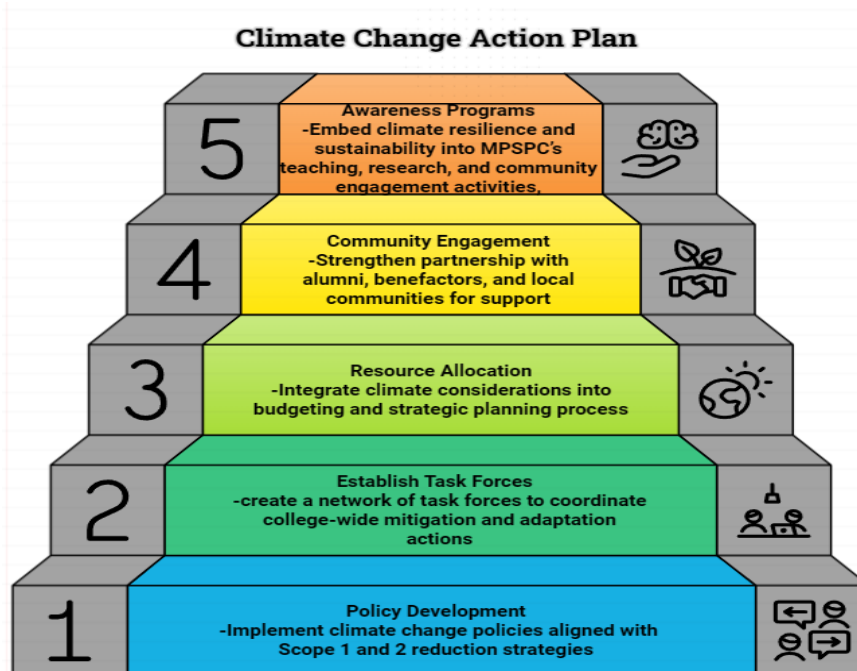 Climate Change Action Plan
5
Awareness Programs
-Embed climate resilience and
sustainability into MPSPC's
teaching, research, and community
engagement activities,
4
Community Engagement
-Strengthen partnership with
alumni, benefactors, and local
communities for support
3
Resource Allocation
-Integrate climate considerations into
budgeting and strategic planning process
2
Establish Task Forces
-create a network of task forces to coordinate
college-wide mitigation and adaptation
actions
1
Policy Development
-Implement climate change policies aligned with
Scope 1 and 2 reduction strategies